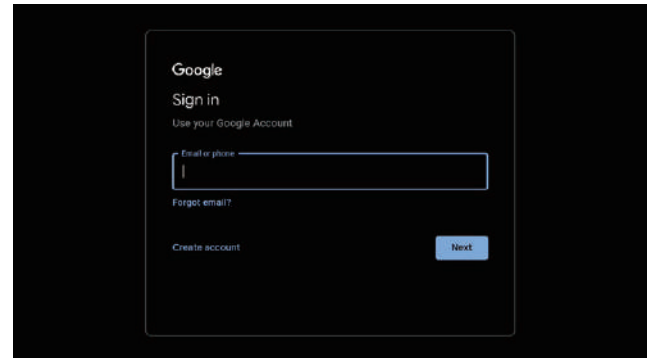 Google
Sign in
Use your Google Account
Email or phone
Forgot email?
Create account
Next